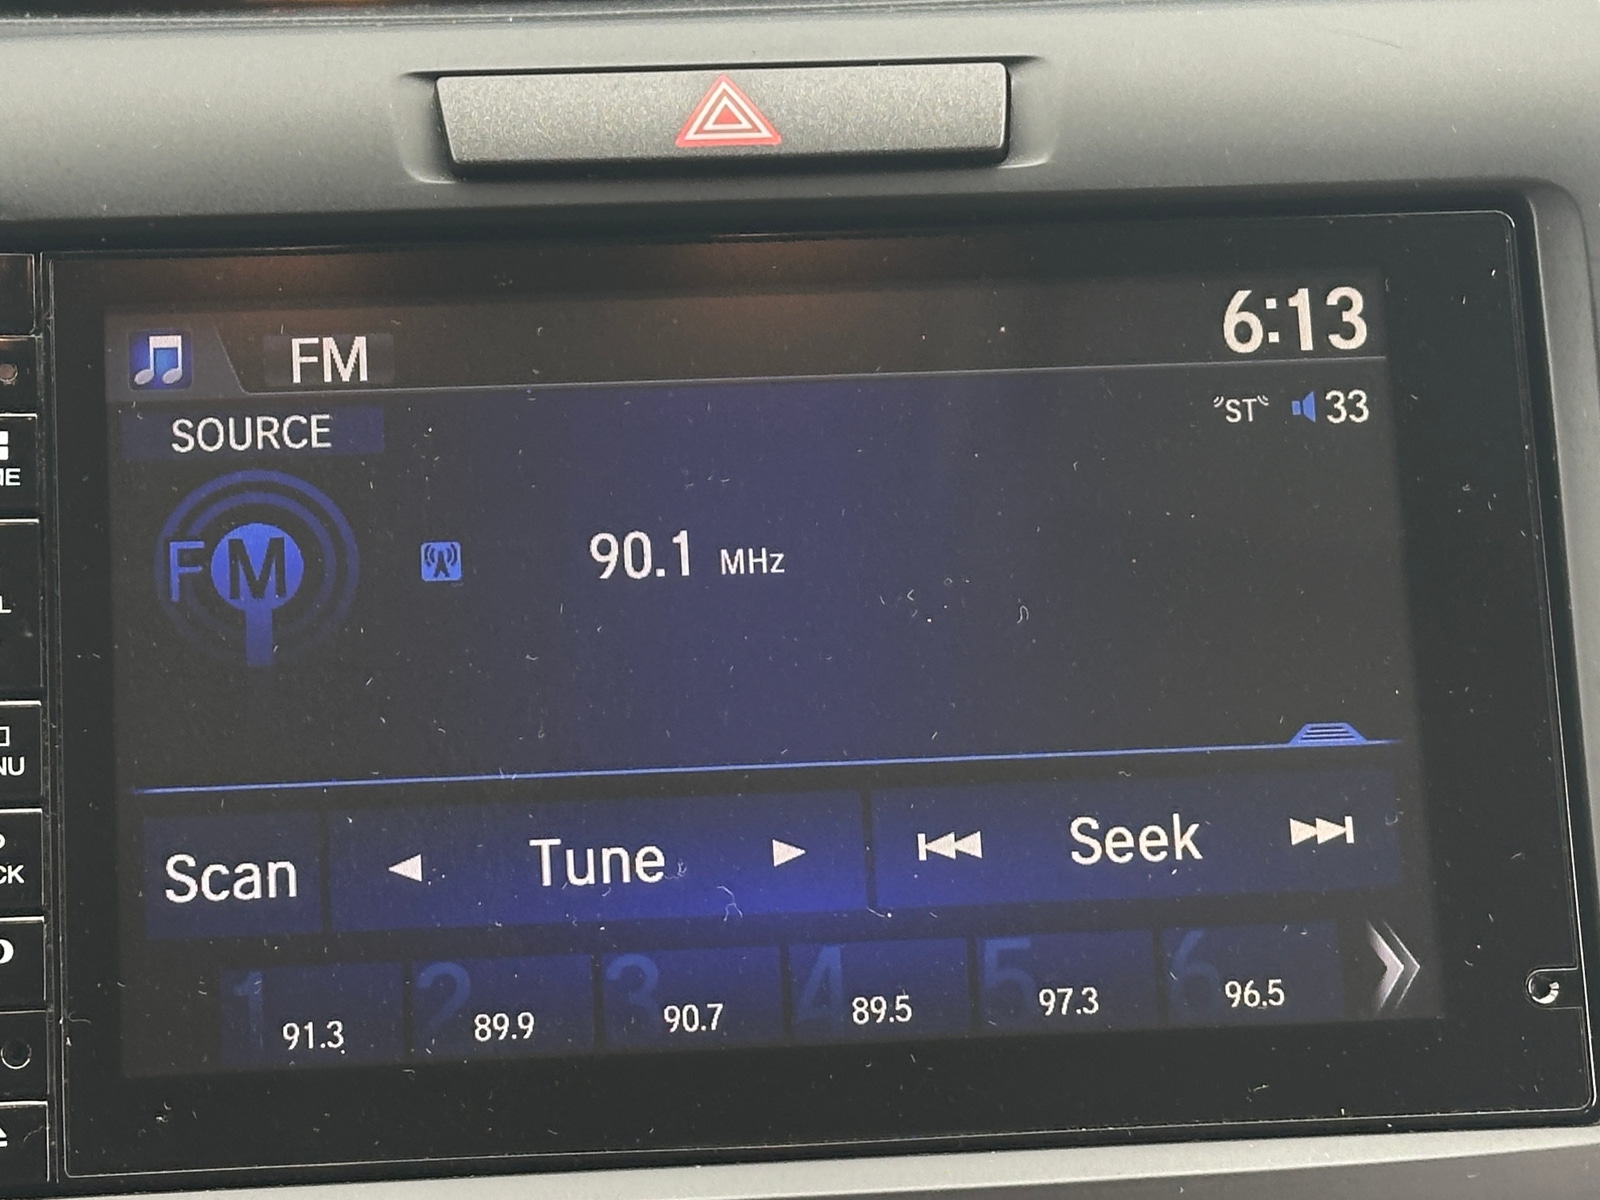 FM
6:13
SOURCE
ST 33
FM
90.1 MHz
Scan Tune Seek
1 2 3 4 5 6
91.3 89.9 90.7 89.5 97.3 96.5